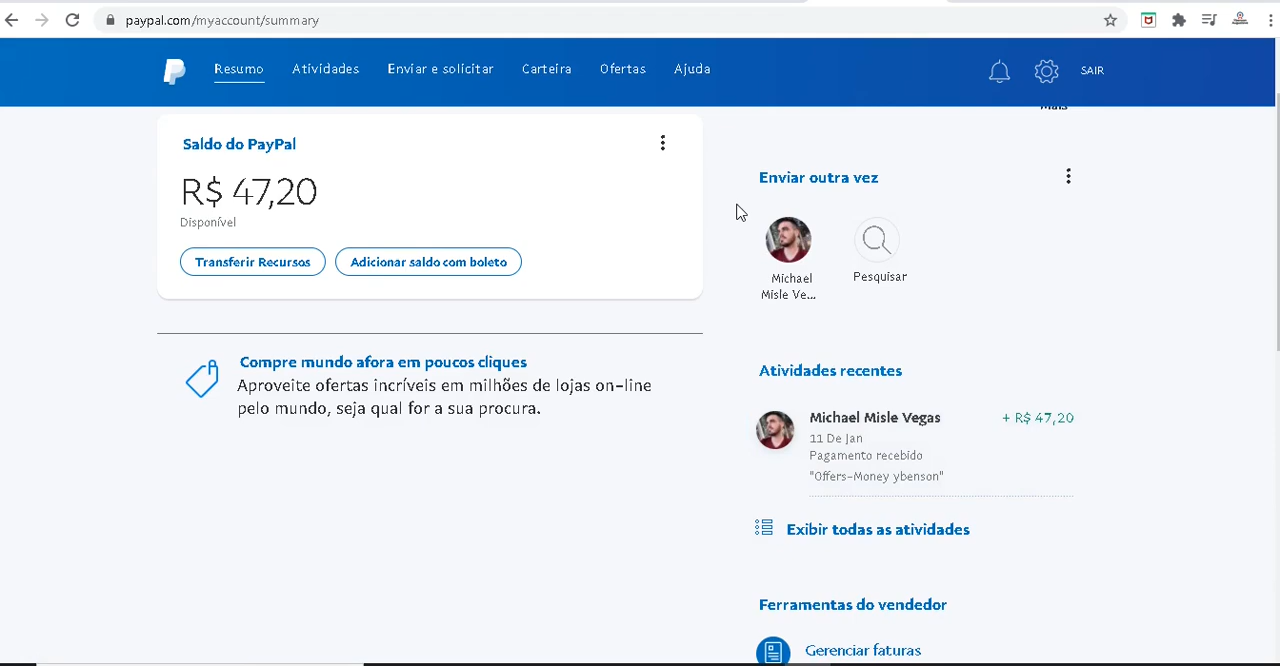 paypal.com/myaccount/summary
Resumo Atividades Enviar e solicitar Carteira Ofertas Ajuda SAIR
Mais
Saldo do PayPal
R$ 47,20
Disponível
Transferir Recursos Adicionar saldo com boleto
Compre mundo afora em poucos cliques
Aproveite ofertas incríveis em milhões de lojas on-line
pelo mundo, seja qual for a sua procura.
Enviar outra vez
Michael
Misle Ve...
Pesquisar
Atividades recentes
Michael Misle Vegas + R$ 47,20
11 De Jan
Pagamento recebido
"Offers-Money ybenson"
Exibir todas as atividades
Ferramentas do vendedor
Gerenciar faturas